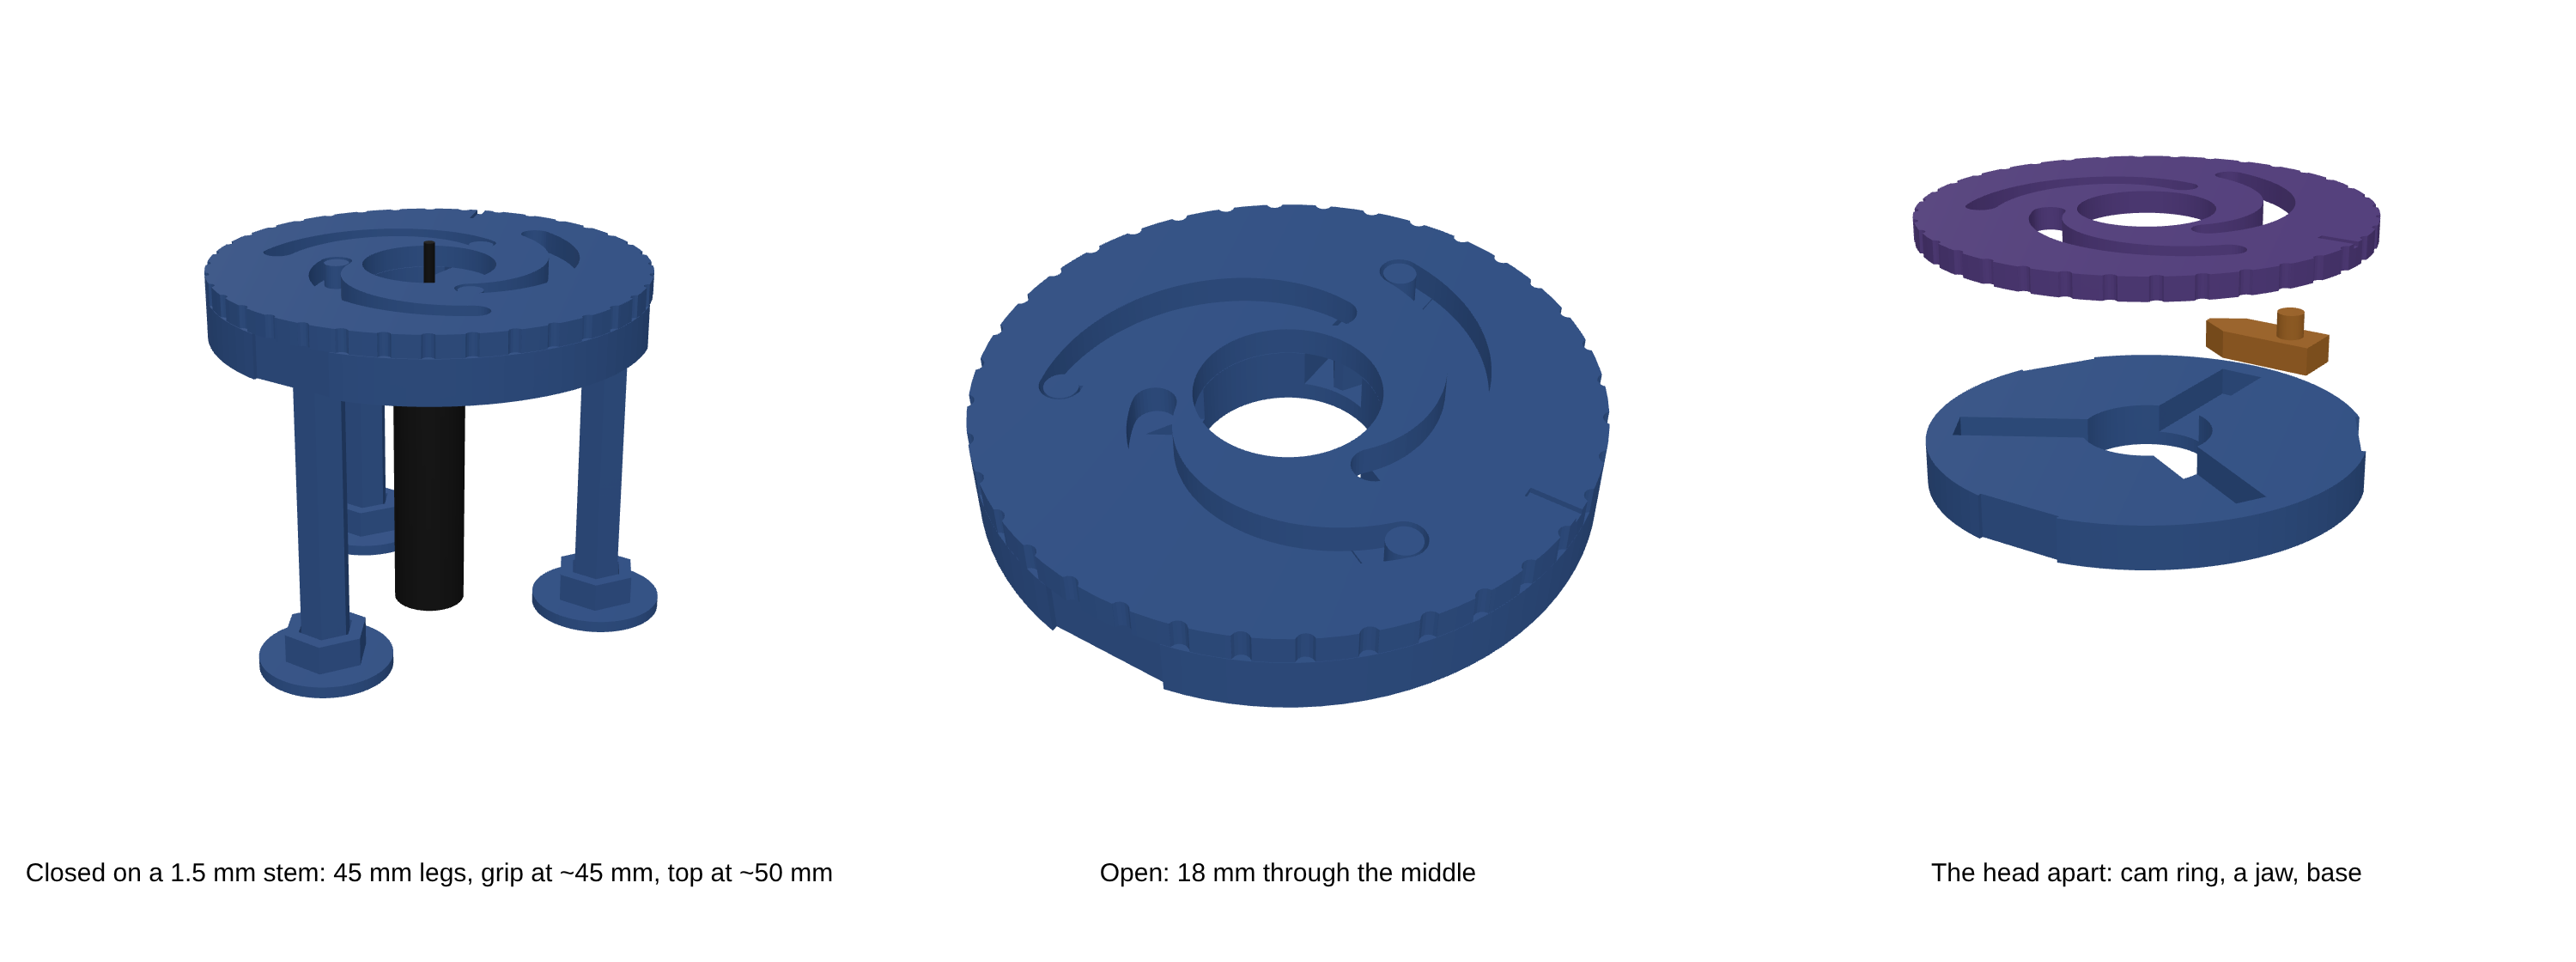 Closed on a 1.5 mm stem: 45 mm legs, grip at ~45 mm, top at ~50 mm
Open: 18 mm through the middle
The head apart: cam ring, a jaw, base